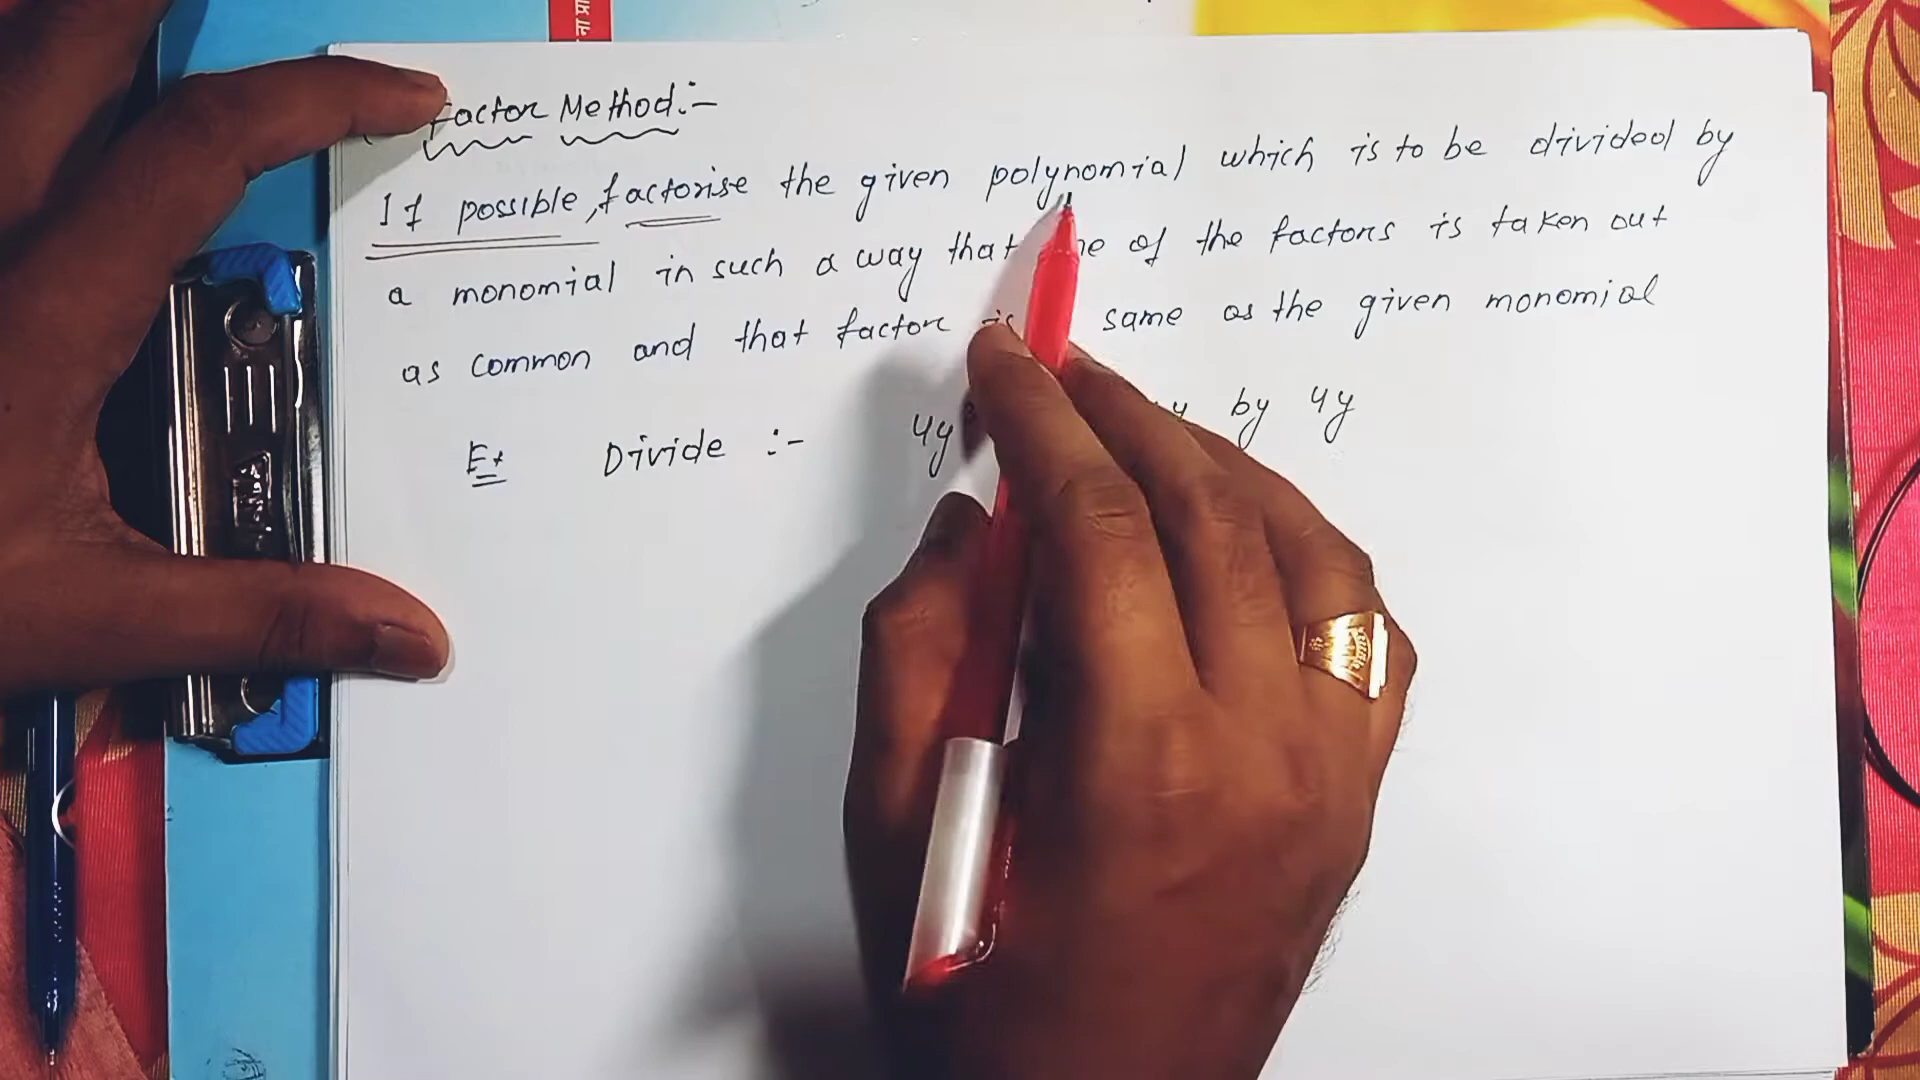 Factor Method:-
If possible, factorise the given polynomial which is to be divided by
a monomial in such a way that of the factors is taken out
as common and that factor is same as the given monomial
Ex Divide :- 4y³ by 4y